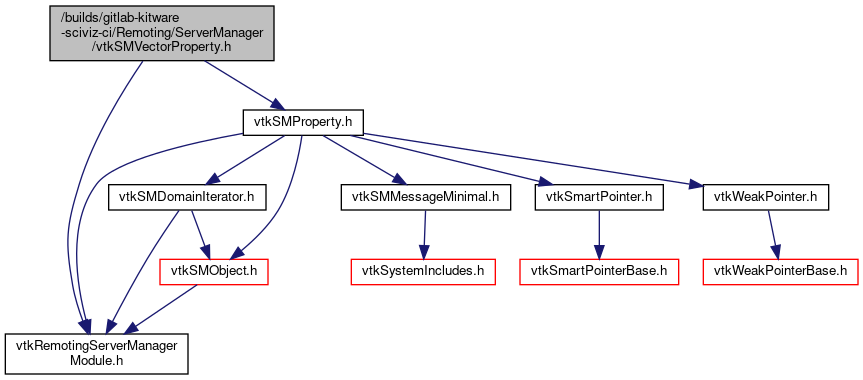 /builds/gitlab-kitware
-sciviz-ci/Remoting/ServerManager
/vtkSMVectorProperty.h
vtkSMProperty.h
vtkSMDomainIterator.h
vtkSMMessageMinimal.h
vtkSmartPointer.h
vtkWeakPointer.h
vtkSMObject.h
vtkSystemIncludes.h
vtkSmartPointerBase.h
vtkWeakPointerBase.h
vtkRemotingServerManager
Module.h